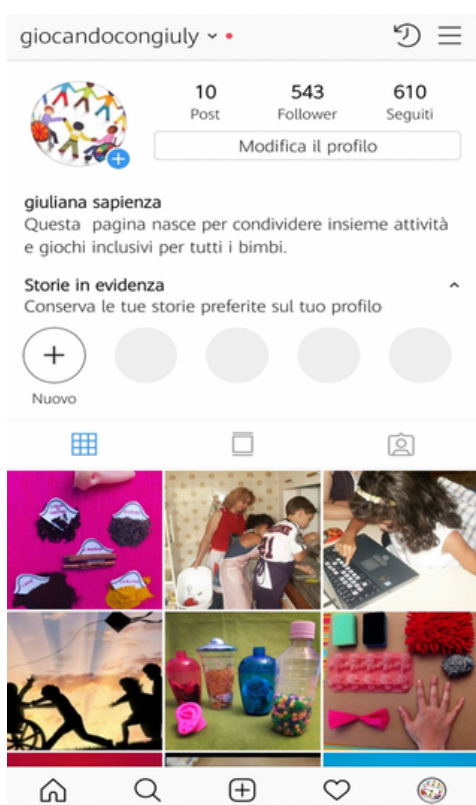 giocandocongiuly
10 543 610
Post Follower Seguiti
Modifica il profilo
giuliana sapienza
Questa pagina nasce per condividere insieme attività
e giochi inclusivi per tutti i bimbi.
Storie in evidenza
Conserva le tue storie preferite sul tuo profilo
Nuovo
21